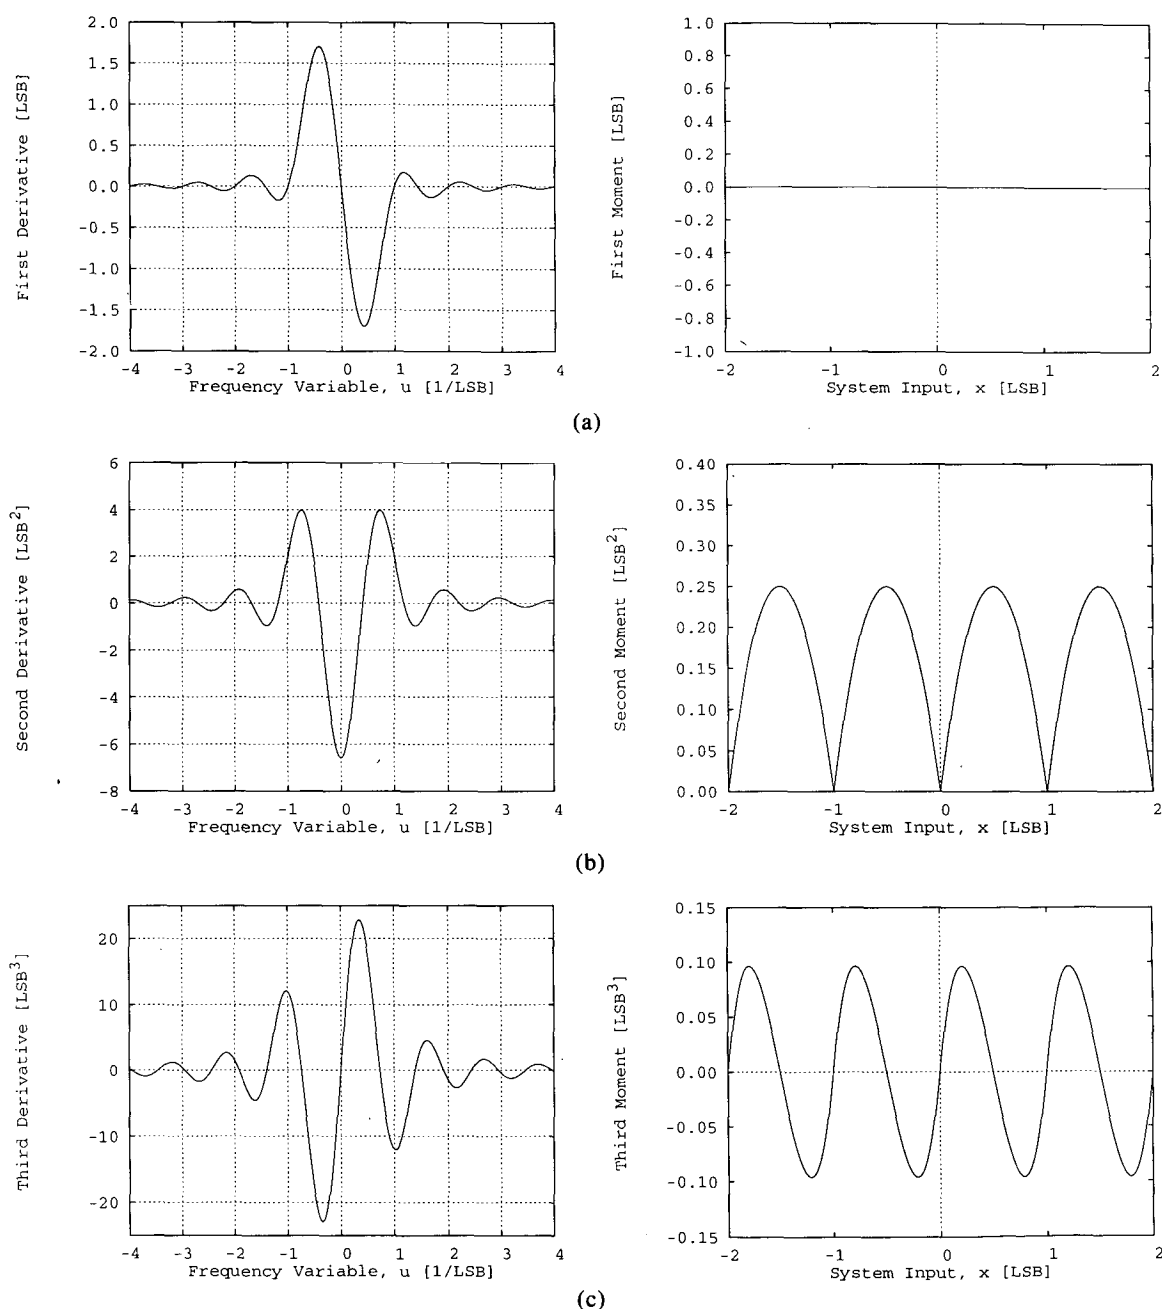 First Derivative [LSB]
2.0
1.5
1.0
0.5
0.0
-0.5
-1.0
-1.5
-2.0
-4 -3 -2 -1 0 1 2 3 4
Frequency Variable, u [1/LSB]
First Moment [LSB]
1.0
0.8
0.6
0.4
0.2
0.0
-0.2
-0.4
-0.6
-0.8
-1.0
-2 -1 0 1 2
System Input, x [LSB]
(a)
Second Derivative [LSB2]
6
4
2
0
-2
-4
-6
-8
-4 -3 -2 -1 0 1 2 3 4
Frequency Variable, u [1/LSB]
Second Moment [LSB2]
0.40
0.35
0.30
0.25
0.20
0.15
0.10
0.05
0.00
-2 -1 0 1 2
System Input, x [LSB]
(b)
Third Derivative [LSB3]
20
10
0
-10
-20
-4 -3 -2 -1 0 1 2 3 4
Frequency Variable, u [1/LSB]
Third Moment [LSB3]
0.15
0.10
0.05
0.00
-0.05
-0.10
-0.15
-2 -1 0 1 2
System Input, x [LSB]
(c)